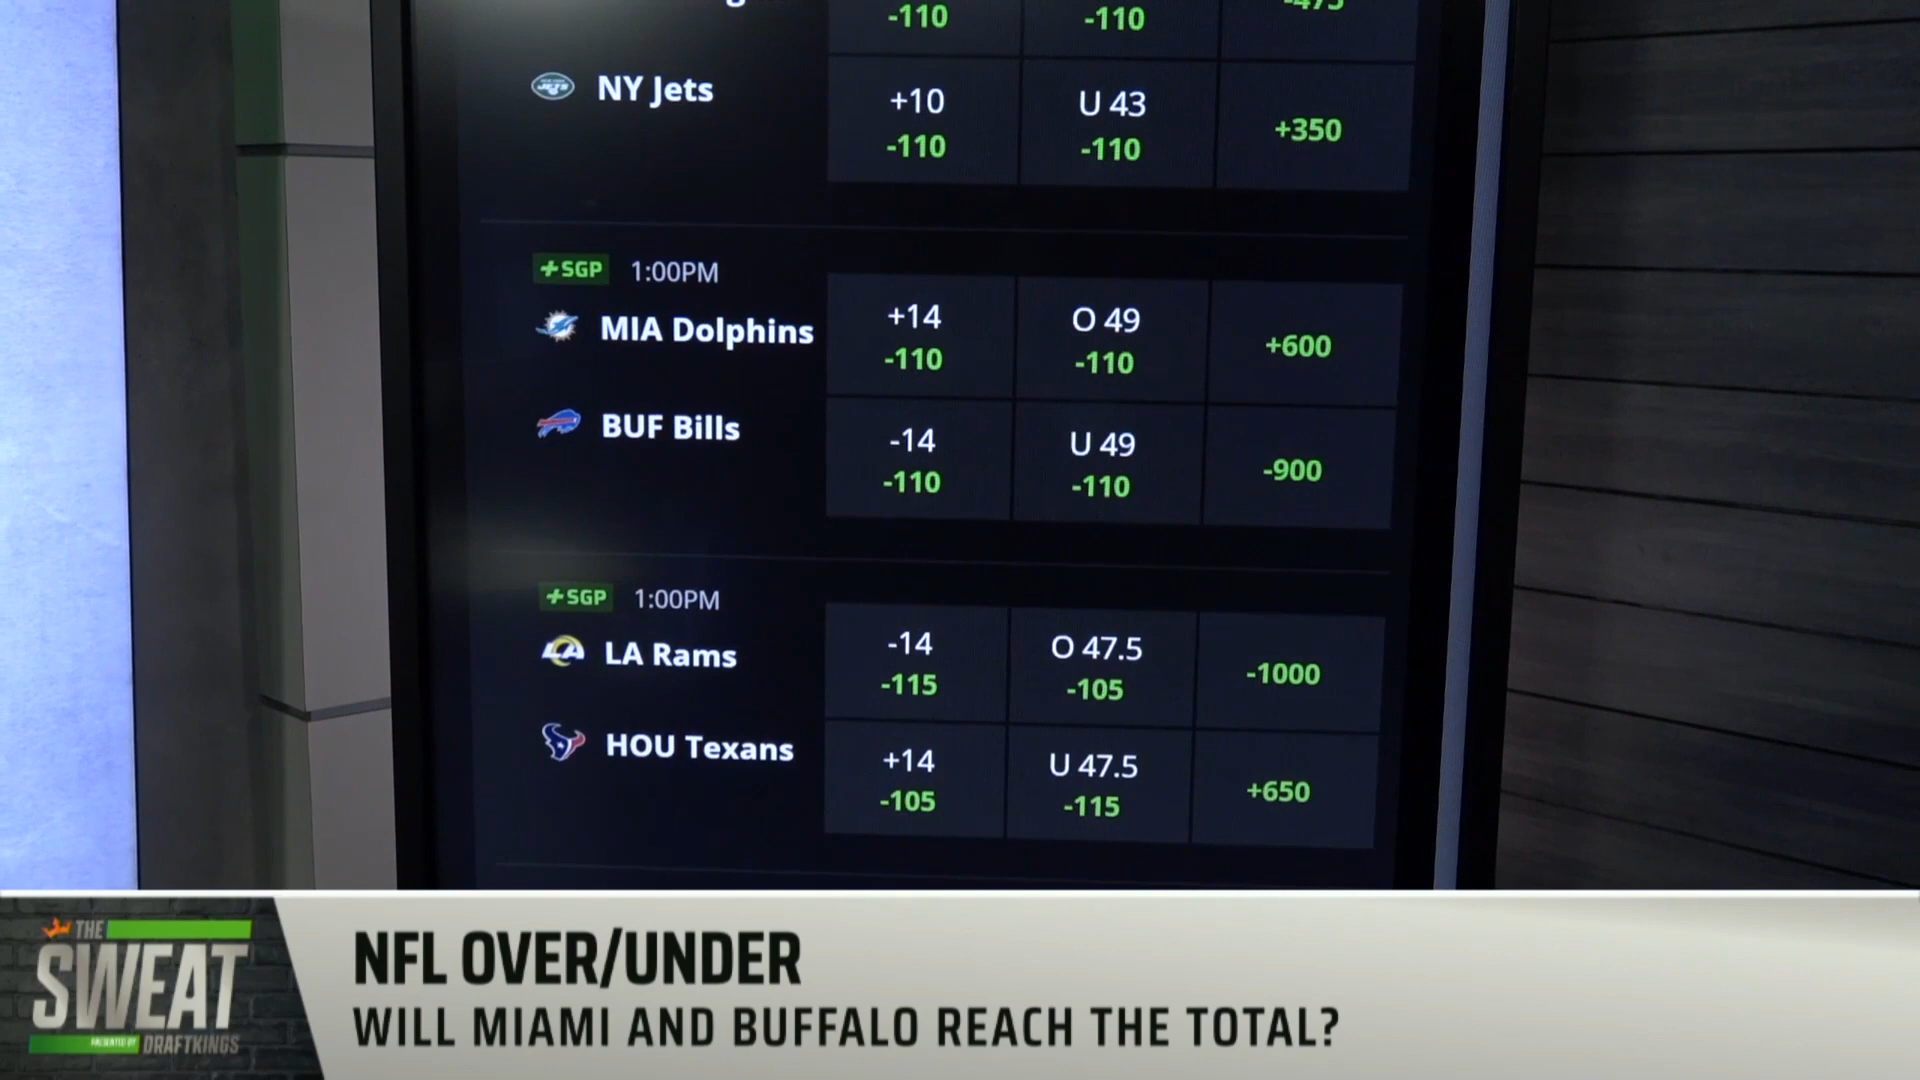 -110 -110 -475
NY Jets +10 U 43 +350
-110 -110
+SGP 1:00PM
MIA Dolphins +14 O 49 +600
-110 -110
BUF Bills -14 U 49 -900
-110 -110
+SGP 1:00PM
LA Rams -14 O 47.5 -1000
-115 -105
HOU Texans +14 U 47.5 +650
-105 -115
THE
SWEAT
PRESENTED BY DRAFTKINGS
NFL OVER/UNDER
WILL MIAMI AND BUFFALO REACH THE TOTAL?